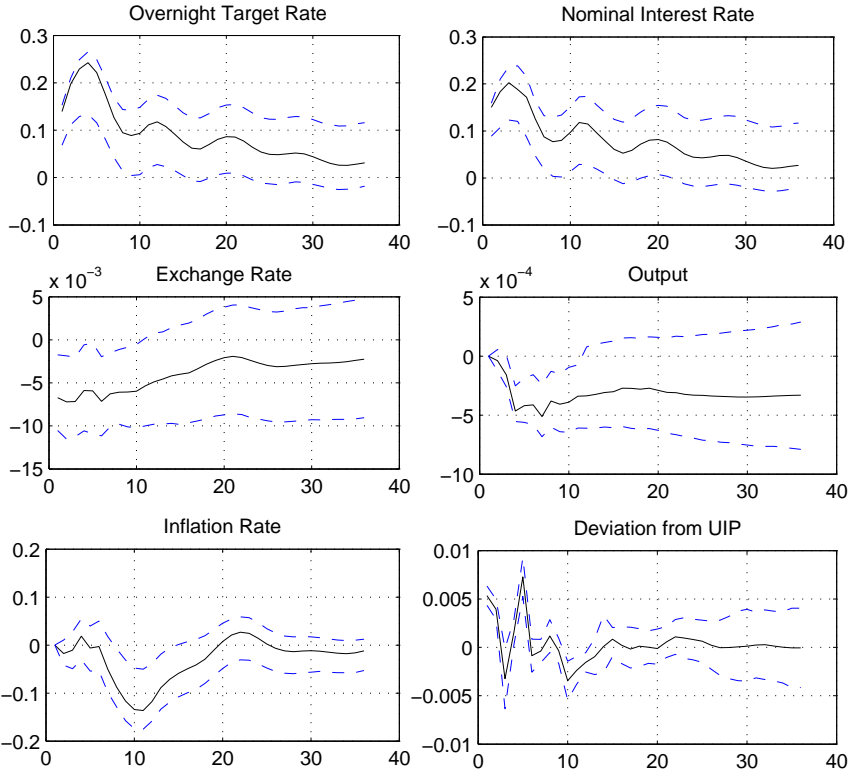 Overnight Target Rate
0.3
0.2
0.1
0
−0.1
0 10 20 30 40
Nominal Interest Rate
0.3
0.2
0.1
0
−0.1
0 10 20 30 40
Exchange Rate
x 10⁻³
5
0
−5
−10
−15
0 10 20 30 40
Output
x 10⁻⁴
5
0
−5
−10
0 10 20 30 40
Inflation Rate
0.2
0.1
0
−0.1
−0.2
0 10 20 30 40
Deviation from UIP
0.01
0.005
0
−0.005
−0.01
0 10 20 30 40